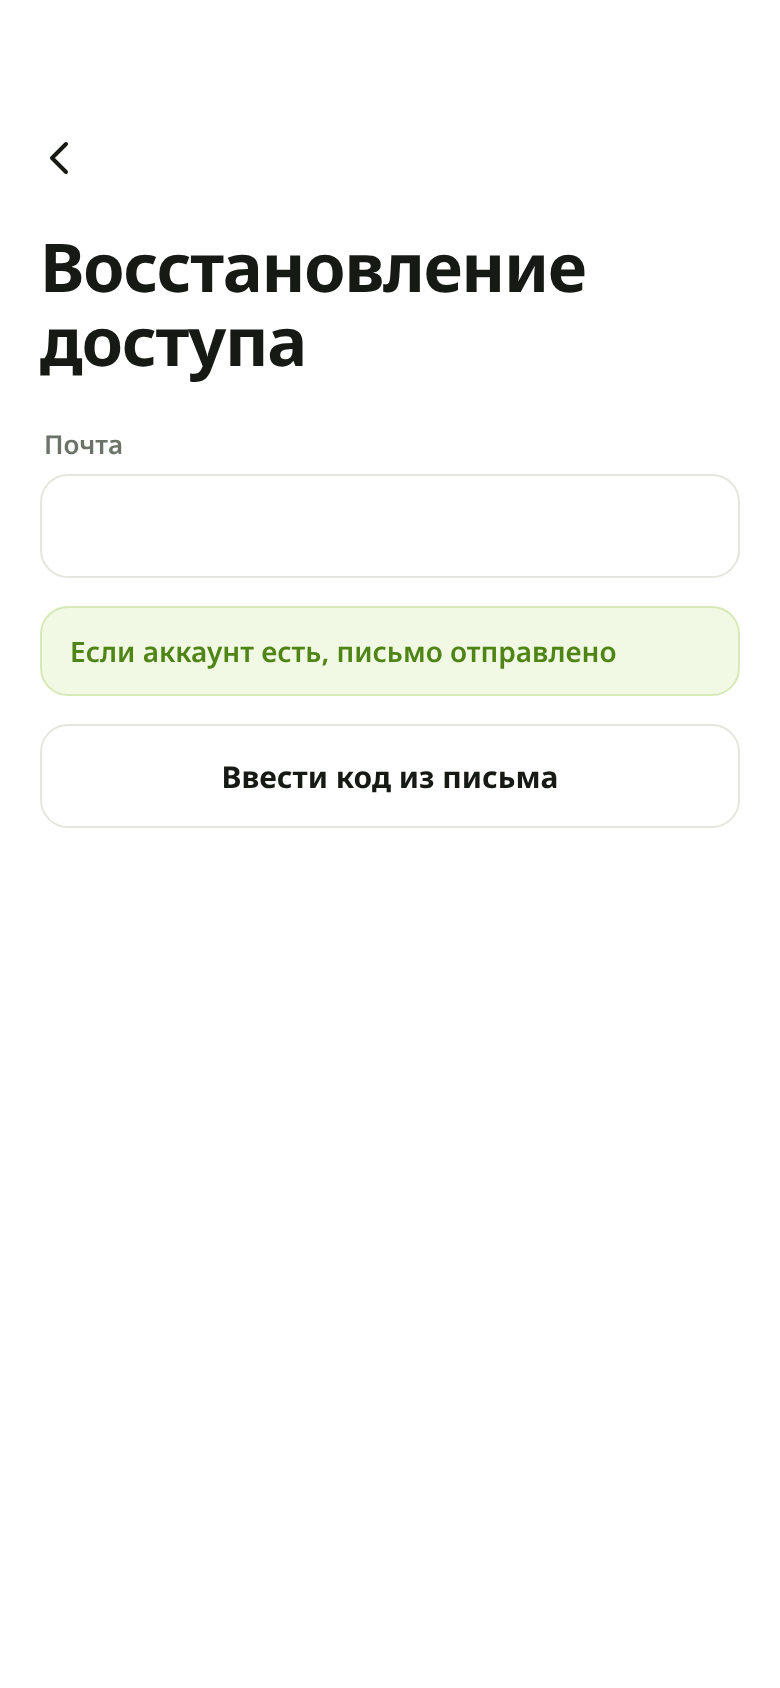 Восстановление
доступа
Почта
Если аккаунт есть, письмо отправлено
Ввести код из письма